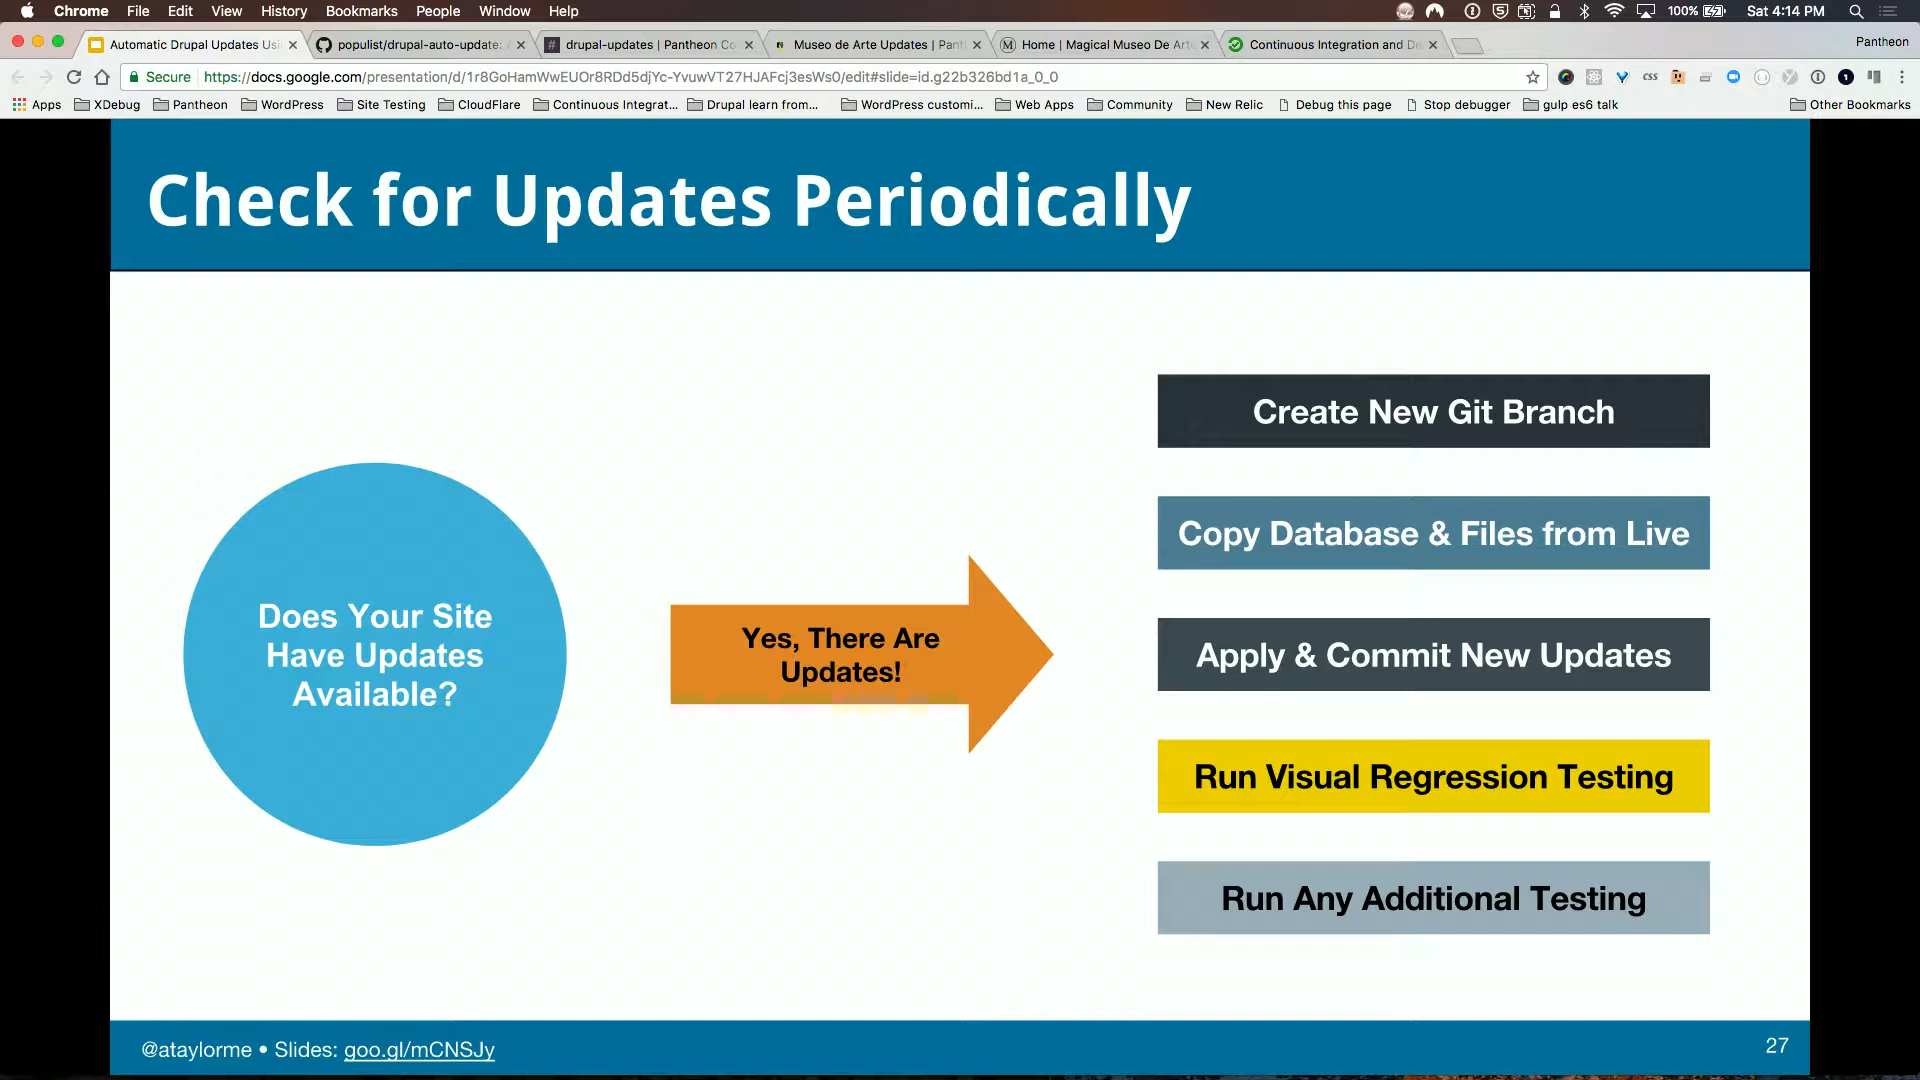 Chrome File Edit View History Bookmarks People Window Help 100% Sat 4:14 PM
Automatic Drupal Updates Usi populist/drupal-auto-update: drupal-updates | Pantheon Co Museo de Arte Updates | Pant Home | Magical Museo De Arte Continuous Integration and De Pantheon
Secure https://docs.google.com/presentation/d/1r8GoHamWwEUOr8RDd5djYc-YvuwVT27HJAFcj3esWs0/edit#slide=id.g22b326bd1a_0_0
Apps XDebug Pantheon WordPress Site Testing CloudFlare Continuous Integrat... Drupal learn from... WordPress customi... Web Apps Community New Relic Debug this page Stop debugger gulp es6 talk Other Bookmarks
Check for Updates Periodically
Does Your Site
Have Updates
Available?
Yes, There Are
Updates!
Create New Git Branch
Copy Database & Files from Live
Apply & Commit New Updates
Run Visual Regression Testing
Run Any Additional Testing
@ataylorme • Slides: goo.gl/mCNSJy
27